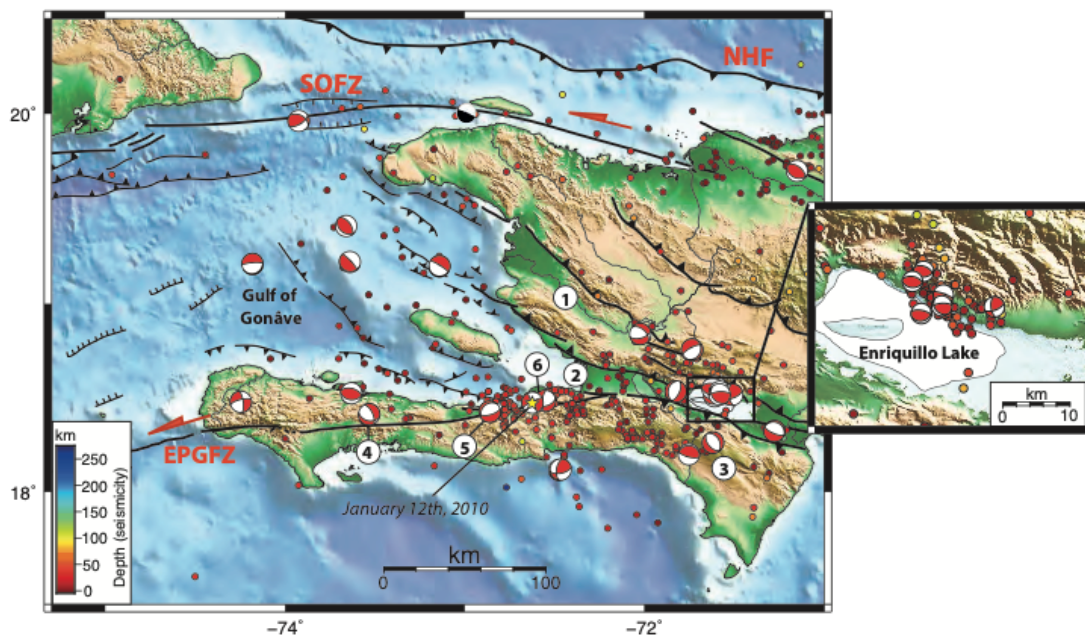 NHF
SOFZ
20°
1
Gulf of
Gonâve
Enriquillo Lake
km
0 10
6
2
km
250
200
150
100
50
0
Depth (seismicity)
EPGFZ
4
5
3
18°
January 12th, 2010
km
0 100
-74°
-72°